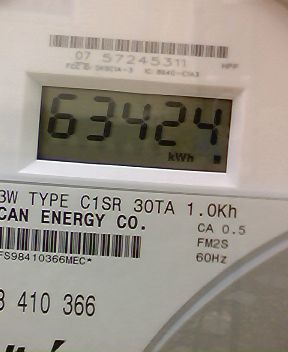 07 57245311
HPF
63424
kWh
3W TYPE C1SR 30TA 1.0Kh
CAN ENERGY CO.
CA 0.5
FM2S
60Hz
FS98410366MEC*
410 366